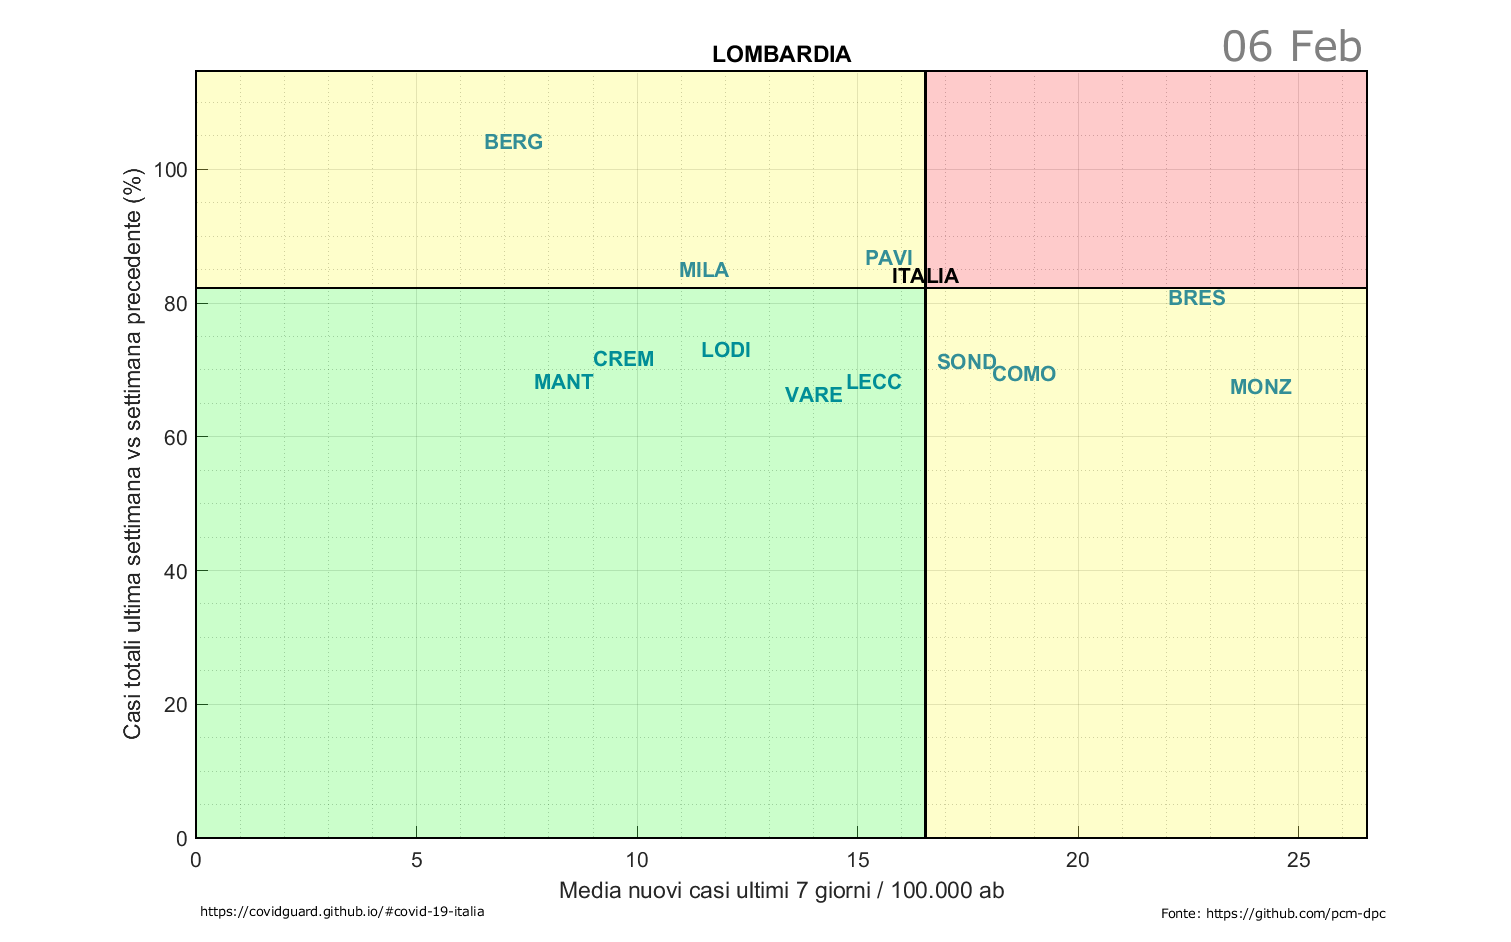 06 Feb
LOMBARDIA
Casi totali ultima settimana vs settimana precedente (%)
100
80
60
40
20
0
BERG
MILA
PAVI
ITALIA
BRES
LODI
CREM
SOND
COMO
MANT
LECC
MONZ
VARE
0 5 10 15 20 25
Media nuovi casi ultimi 7 giorni / 100.000 ab
https://covidguard.github.io/#covid-19-italia
Fonte: https://github.com/pcm-dpc